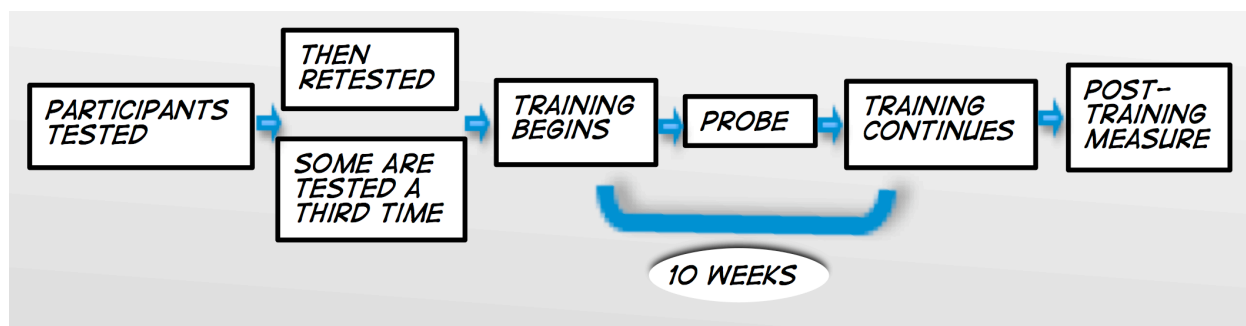 PARTICIPANTS
TESTED
THEN
RETESTED
SOME ARE
TESTED A
THIRD TIME
TRAINING
BEGINS
PROBE
TRAINING
CONTINUES
POST-
TRAINING
MEASURE
10 WEEKS